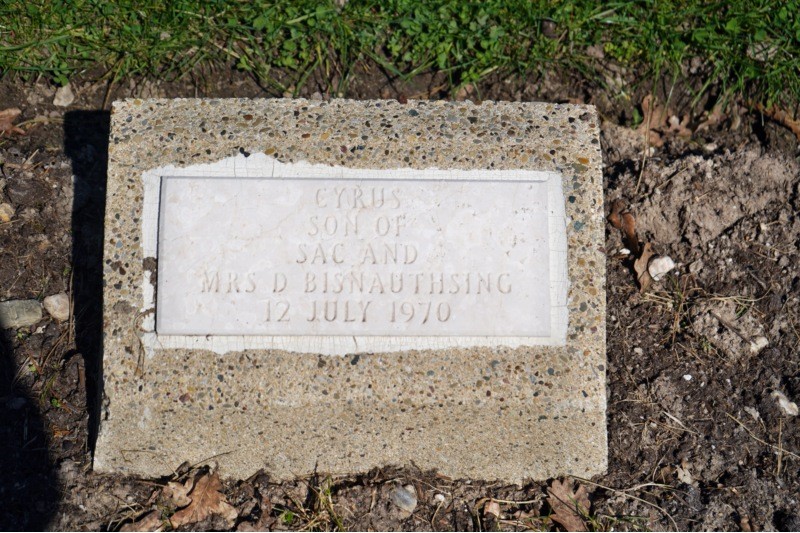 CYRUS
SON OF
SAC AND
MRS D BISNAUTHSING
12 JULY 1970